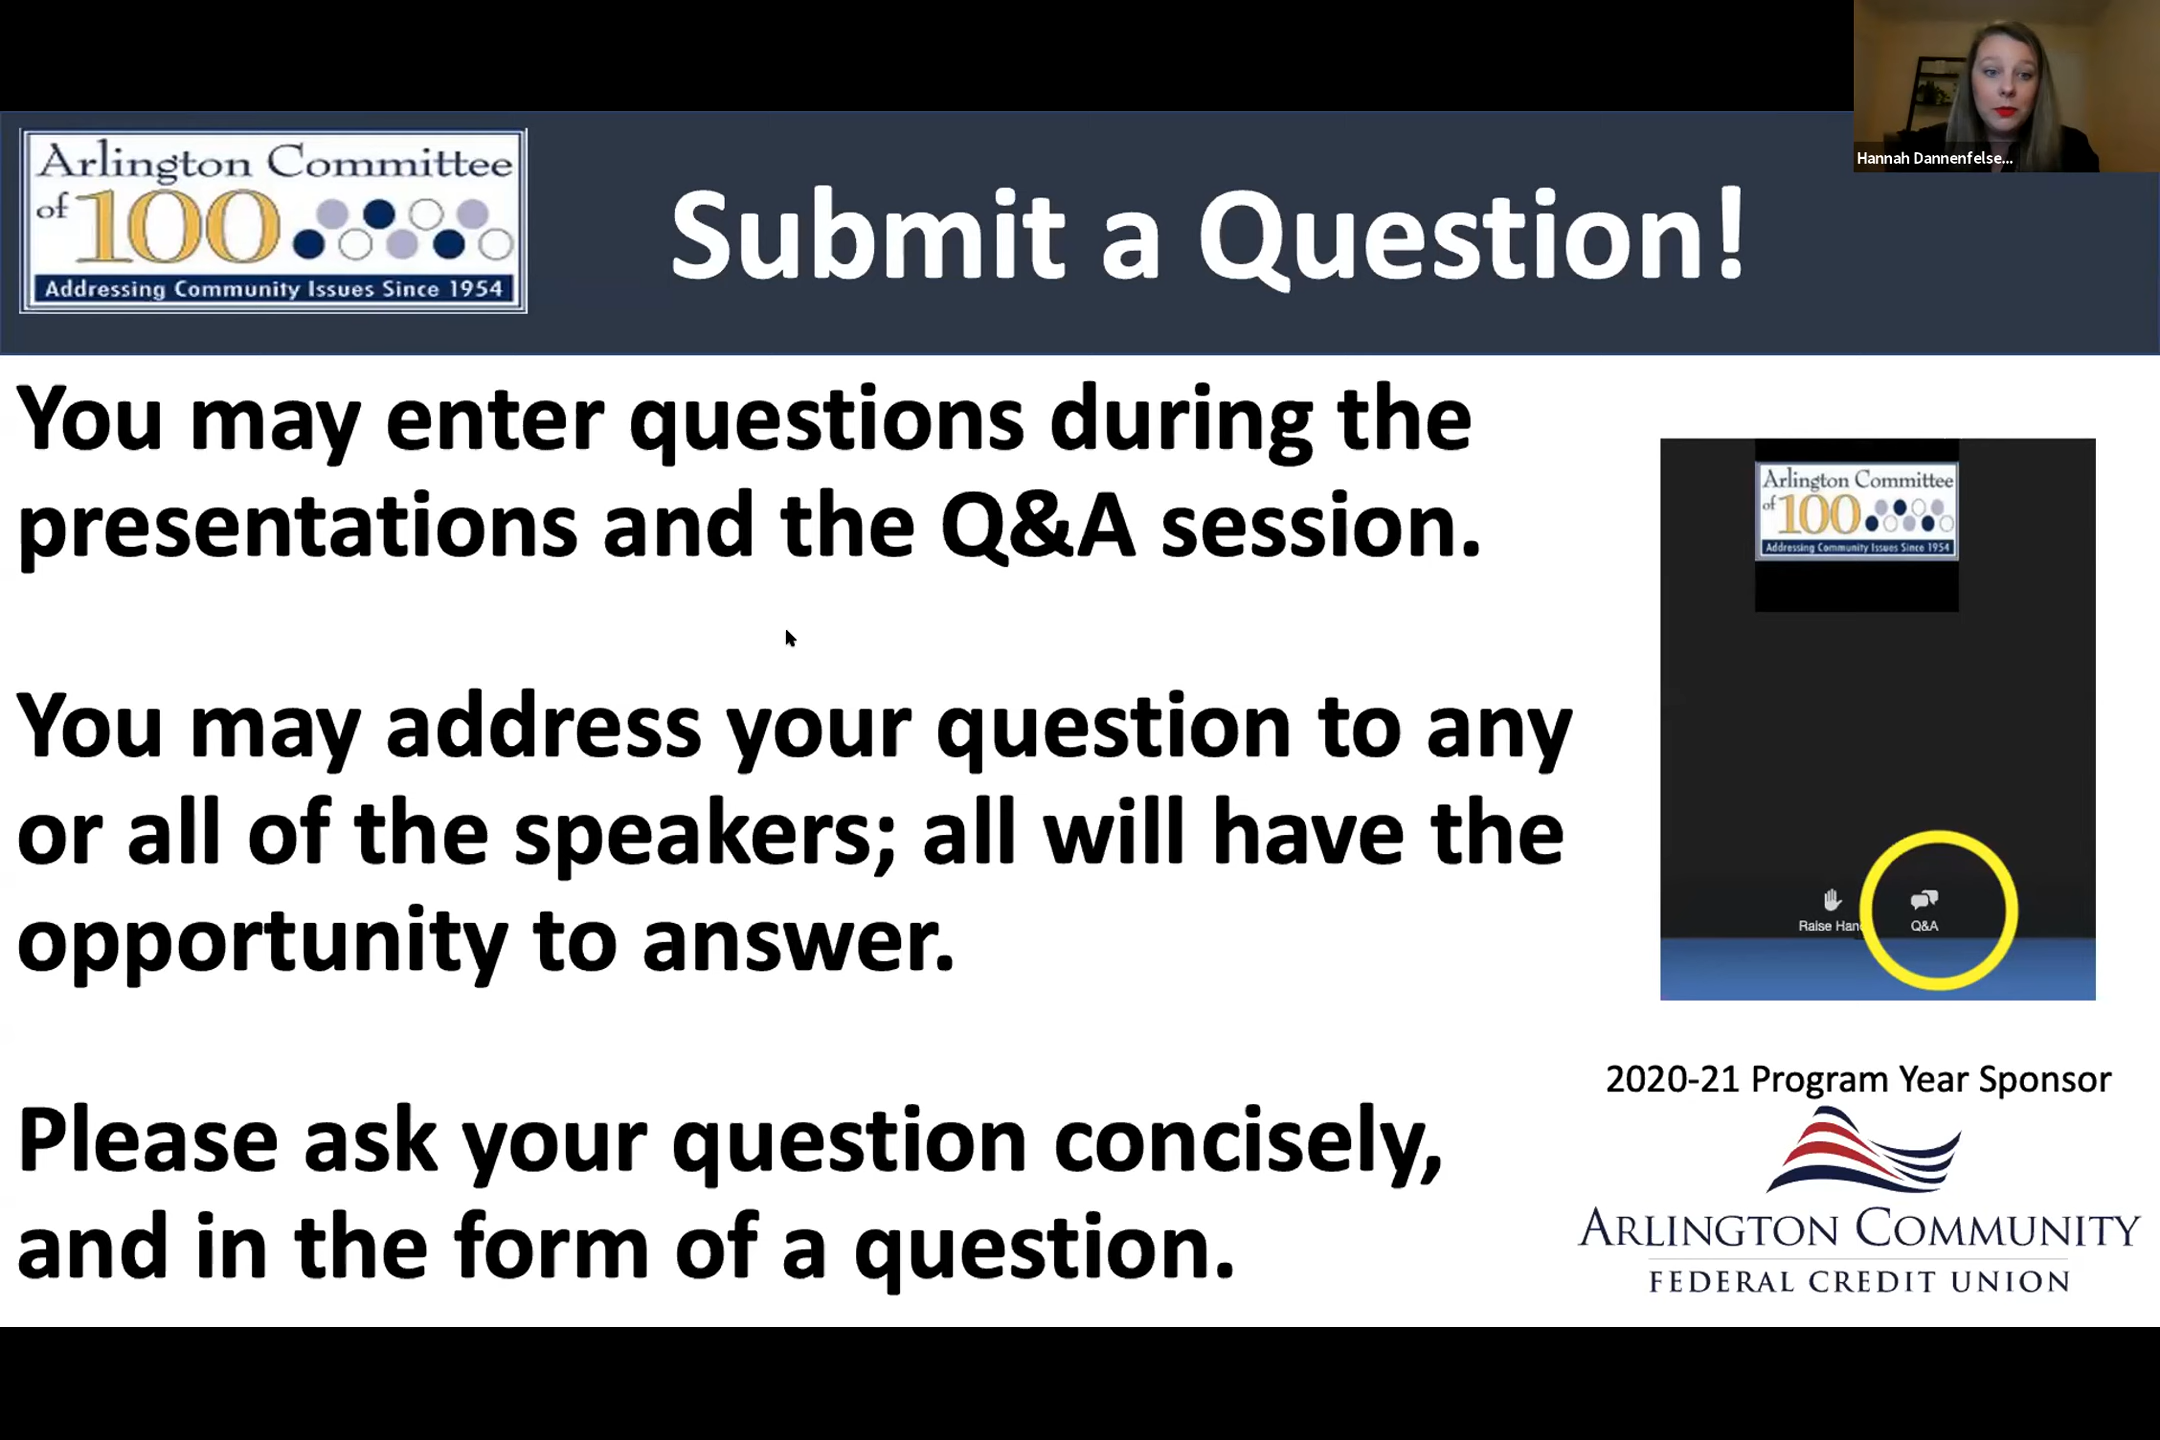 Hannah Dannenfelse...
Arlington Committee
of 100
Addressing Community Issues Since 1954
Submit a Question!
You may enter questions during the
presentations and the Q&A session.
You may address your question to any
or all of the speakers; all will have the
opportunity to answer.
Please ask your question concisely,
and in the form of a question.
Arlington Committee
of 100
Addressing Community Issues Since 1954
Raise Han
Q&A
2020-21 Program Year Sponsor
ARLINGTON COMMUNITY
FEDERAL CREDIT UNION